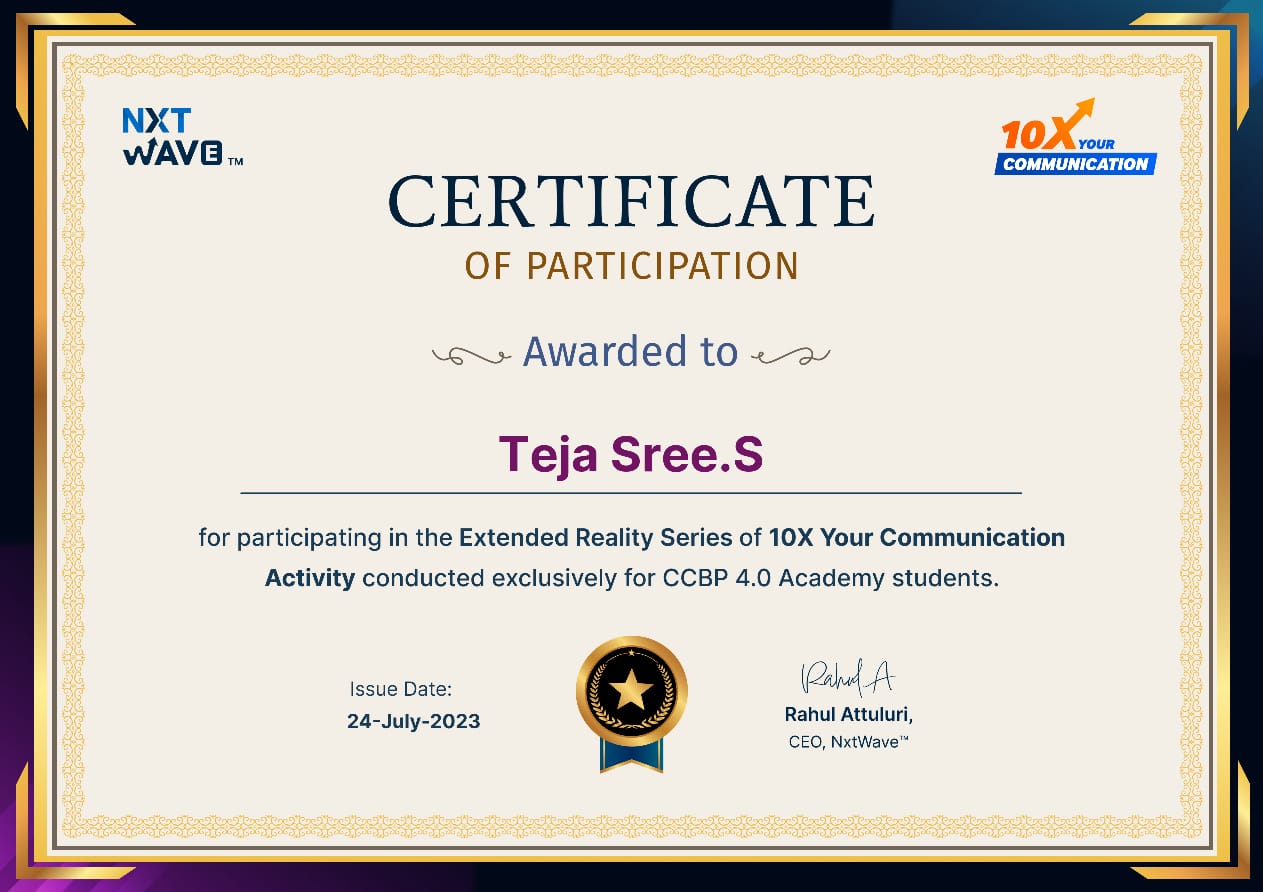 NXT
WAVE™
10X YOUR
COMMUNICATION
CERTIFICATE
OF PARTICIPATION
Awarded to
Teja Sree.S
for participating in the Extended Reality Series of 10X Your Communication
Activity conducted exclusively for CCBP 4.0 Academy students.
Issue Date:
24-July-2023
Rahul A
Rahul Attuluri,
CEO, NxtWave™